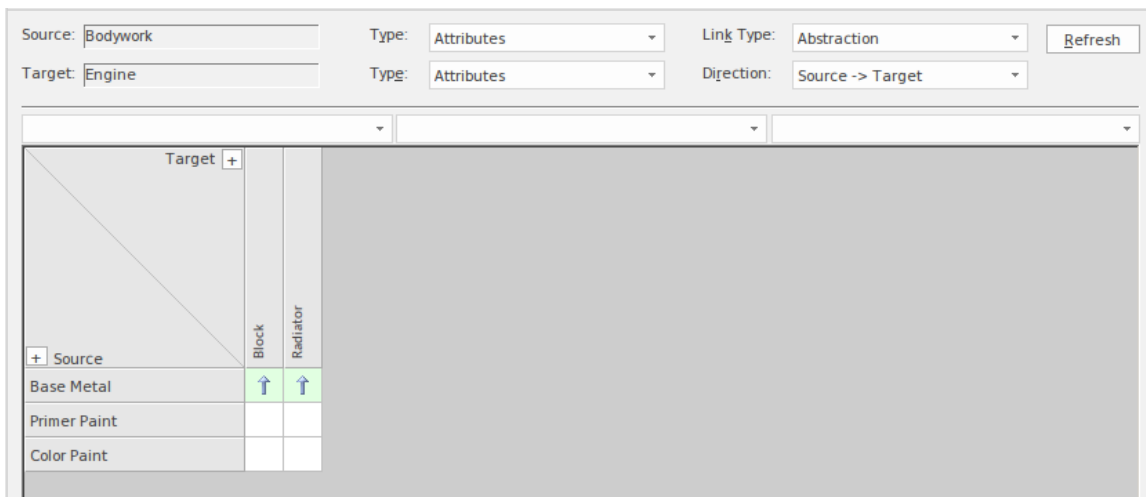 Source: Bodywork Type: Attributes Link Type: Abstraction Refresh
Target: Engine Type: Attributes Direction: Source -> Target
Target +
Block
Radiator
+ Source
Base Metal
Primer Paint
Color Paint